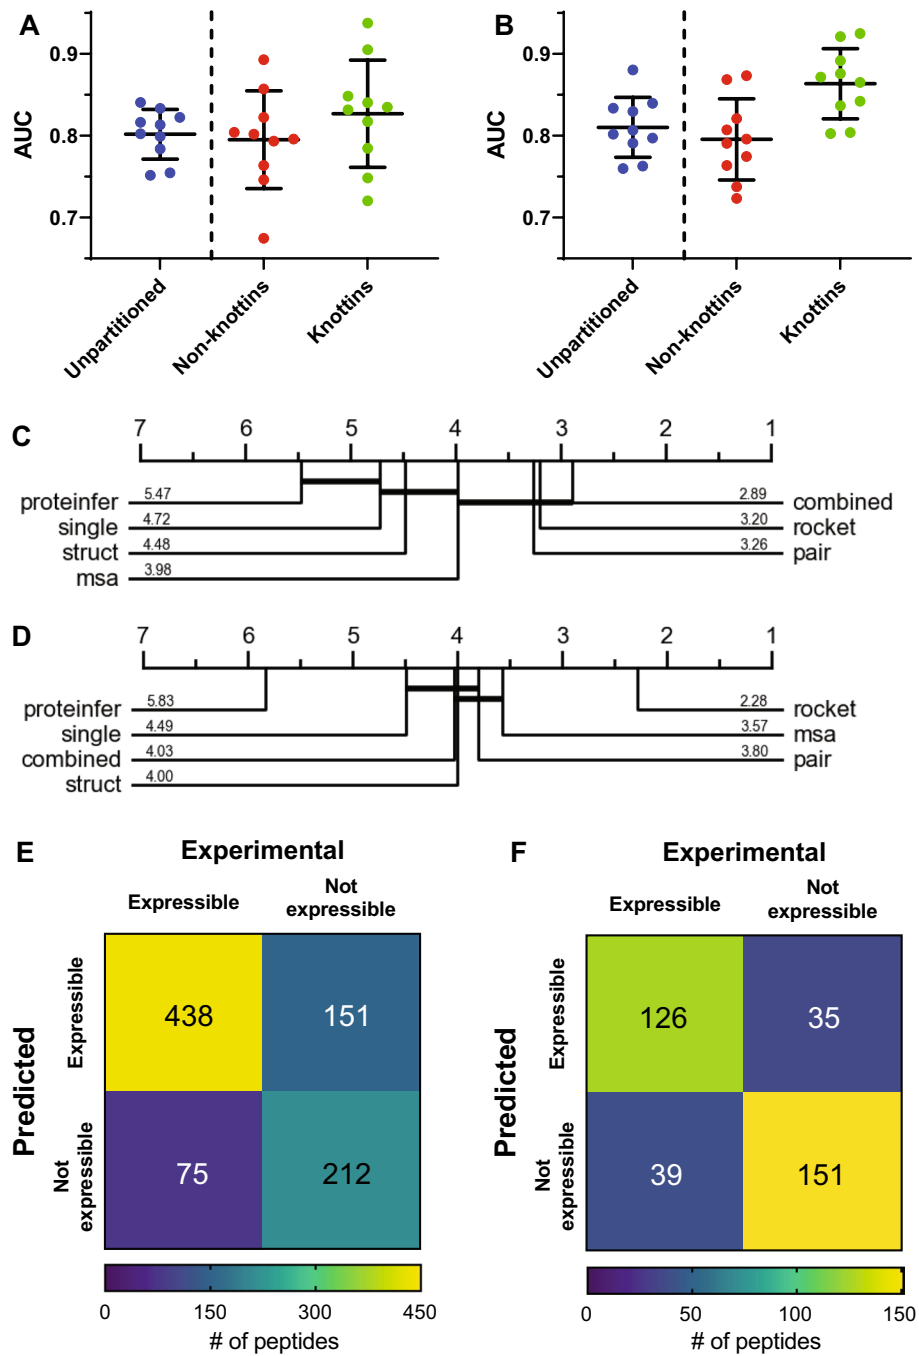 A
B
AUC
0.9
0.8
0.7
Unpartitioned
Non-knottins
Knottins
AUC
0.9
0.8
0.7
Unpartitioned
Non-knottins
Knottins
C
7 6 5 4 3 2 1
proteinfer 5.47
single 4.72
struct 4.48
msa 3.98
2.89 combined
3.20 rocket
3.26 pair
D
7 6 5 4 3 2 1
proteinfer 5.83
single 4.49
combined 4.03
struct 4.00
2.28 rocket
3.57 msa
3.80 pair
E
Experimental
Expressible
Not
expressible
Predicted
Expressible
Not
expressible
438 151
75 212
0 150 300 450
# of peptides
F
Experimental
Expressible
Not
expressible
Predicted
Expressible
Not
expressible
126 35
39 151
0 50 100 150
# of peptides